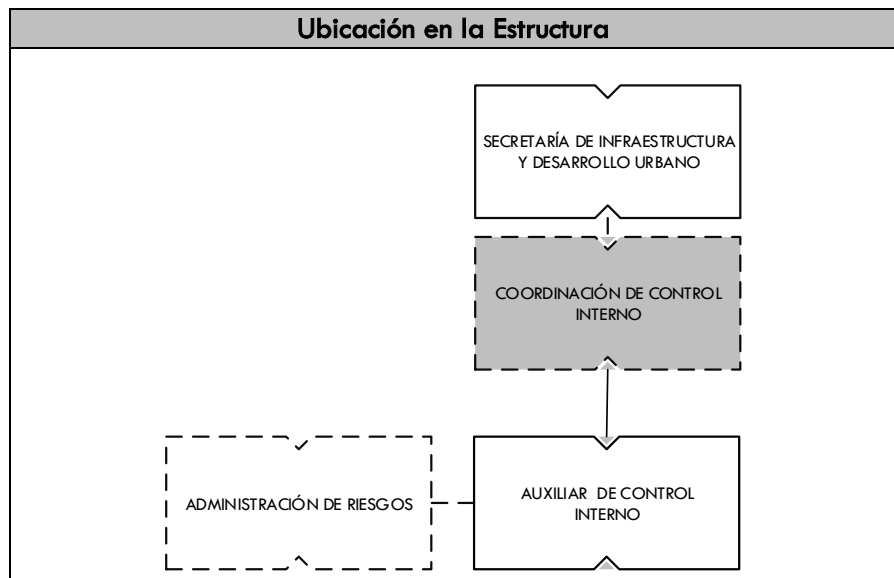 Ubicación en la Estructura
SECRETARÍA DE INFRAESTRUCTURA
Y DESARROLLO URBANO
COORDINACIÓN DE CONTROL
INTERNO
ADMINISTRACIÓN DE RIESGOS
AUXILIAR DE CONTROL
INTERNO